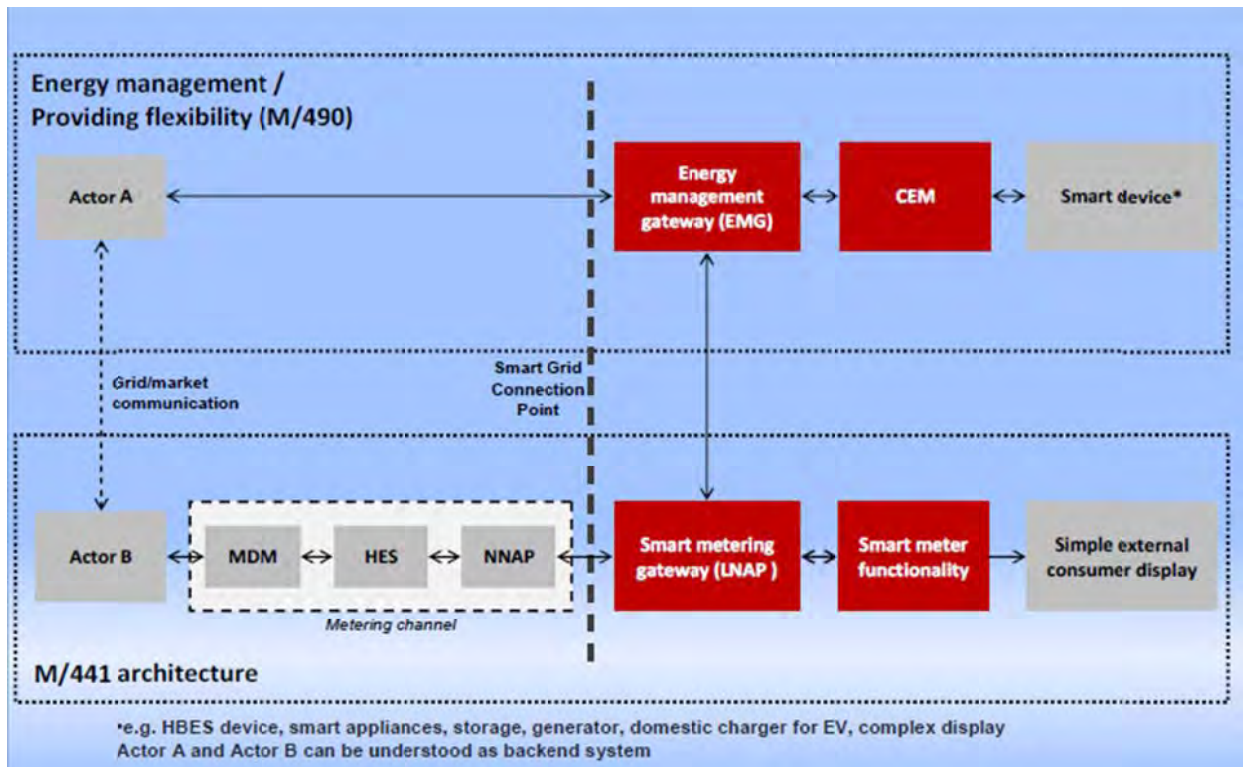 Energy management /
Providing flexibility (M/490)
Actor A
Energy
management
gateway (EMG)
CEM
Smart device*
Grid/market
communication
Smart Grid
Connection
Point
Actor B
MDM
HES
NNAP
Smart metering
gateway (LNAP )
Smart meter
functionality
Simple external
consumer display
Metering channel
M/441 architecture
*e.g. HBES device, smart appliances, storage, generator, domestic charger for EV, complex display
Actor A and Actor B can be understood as backend system